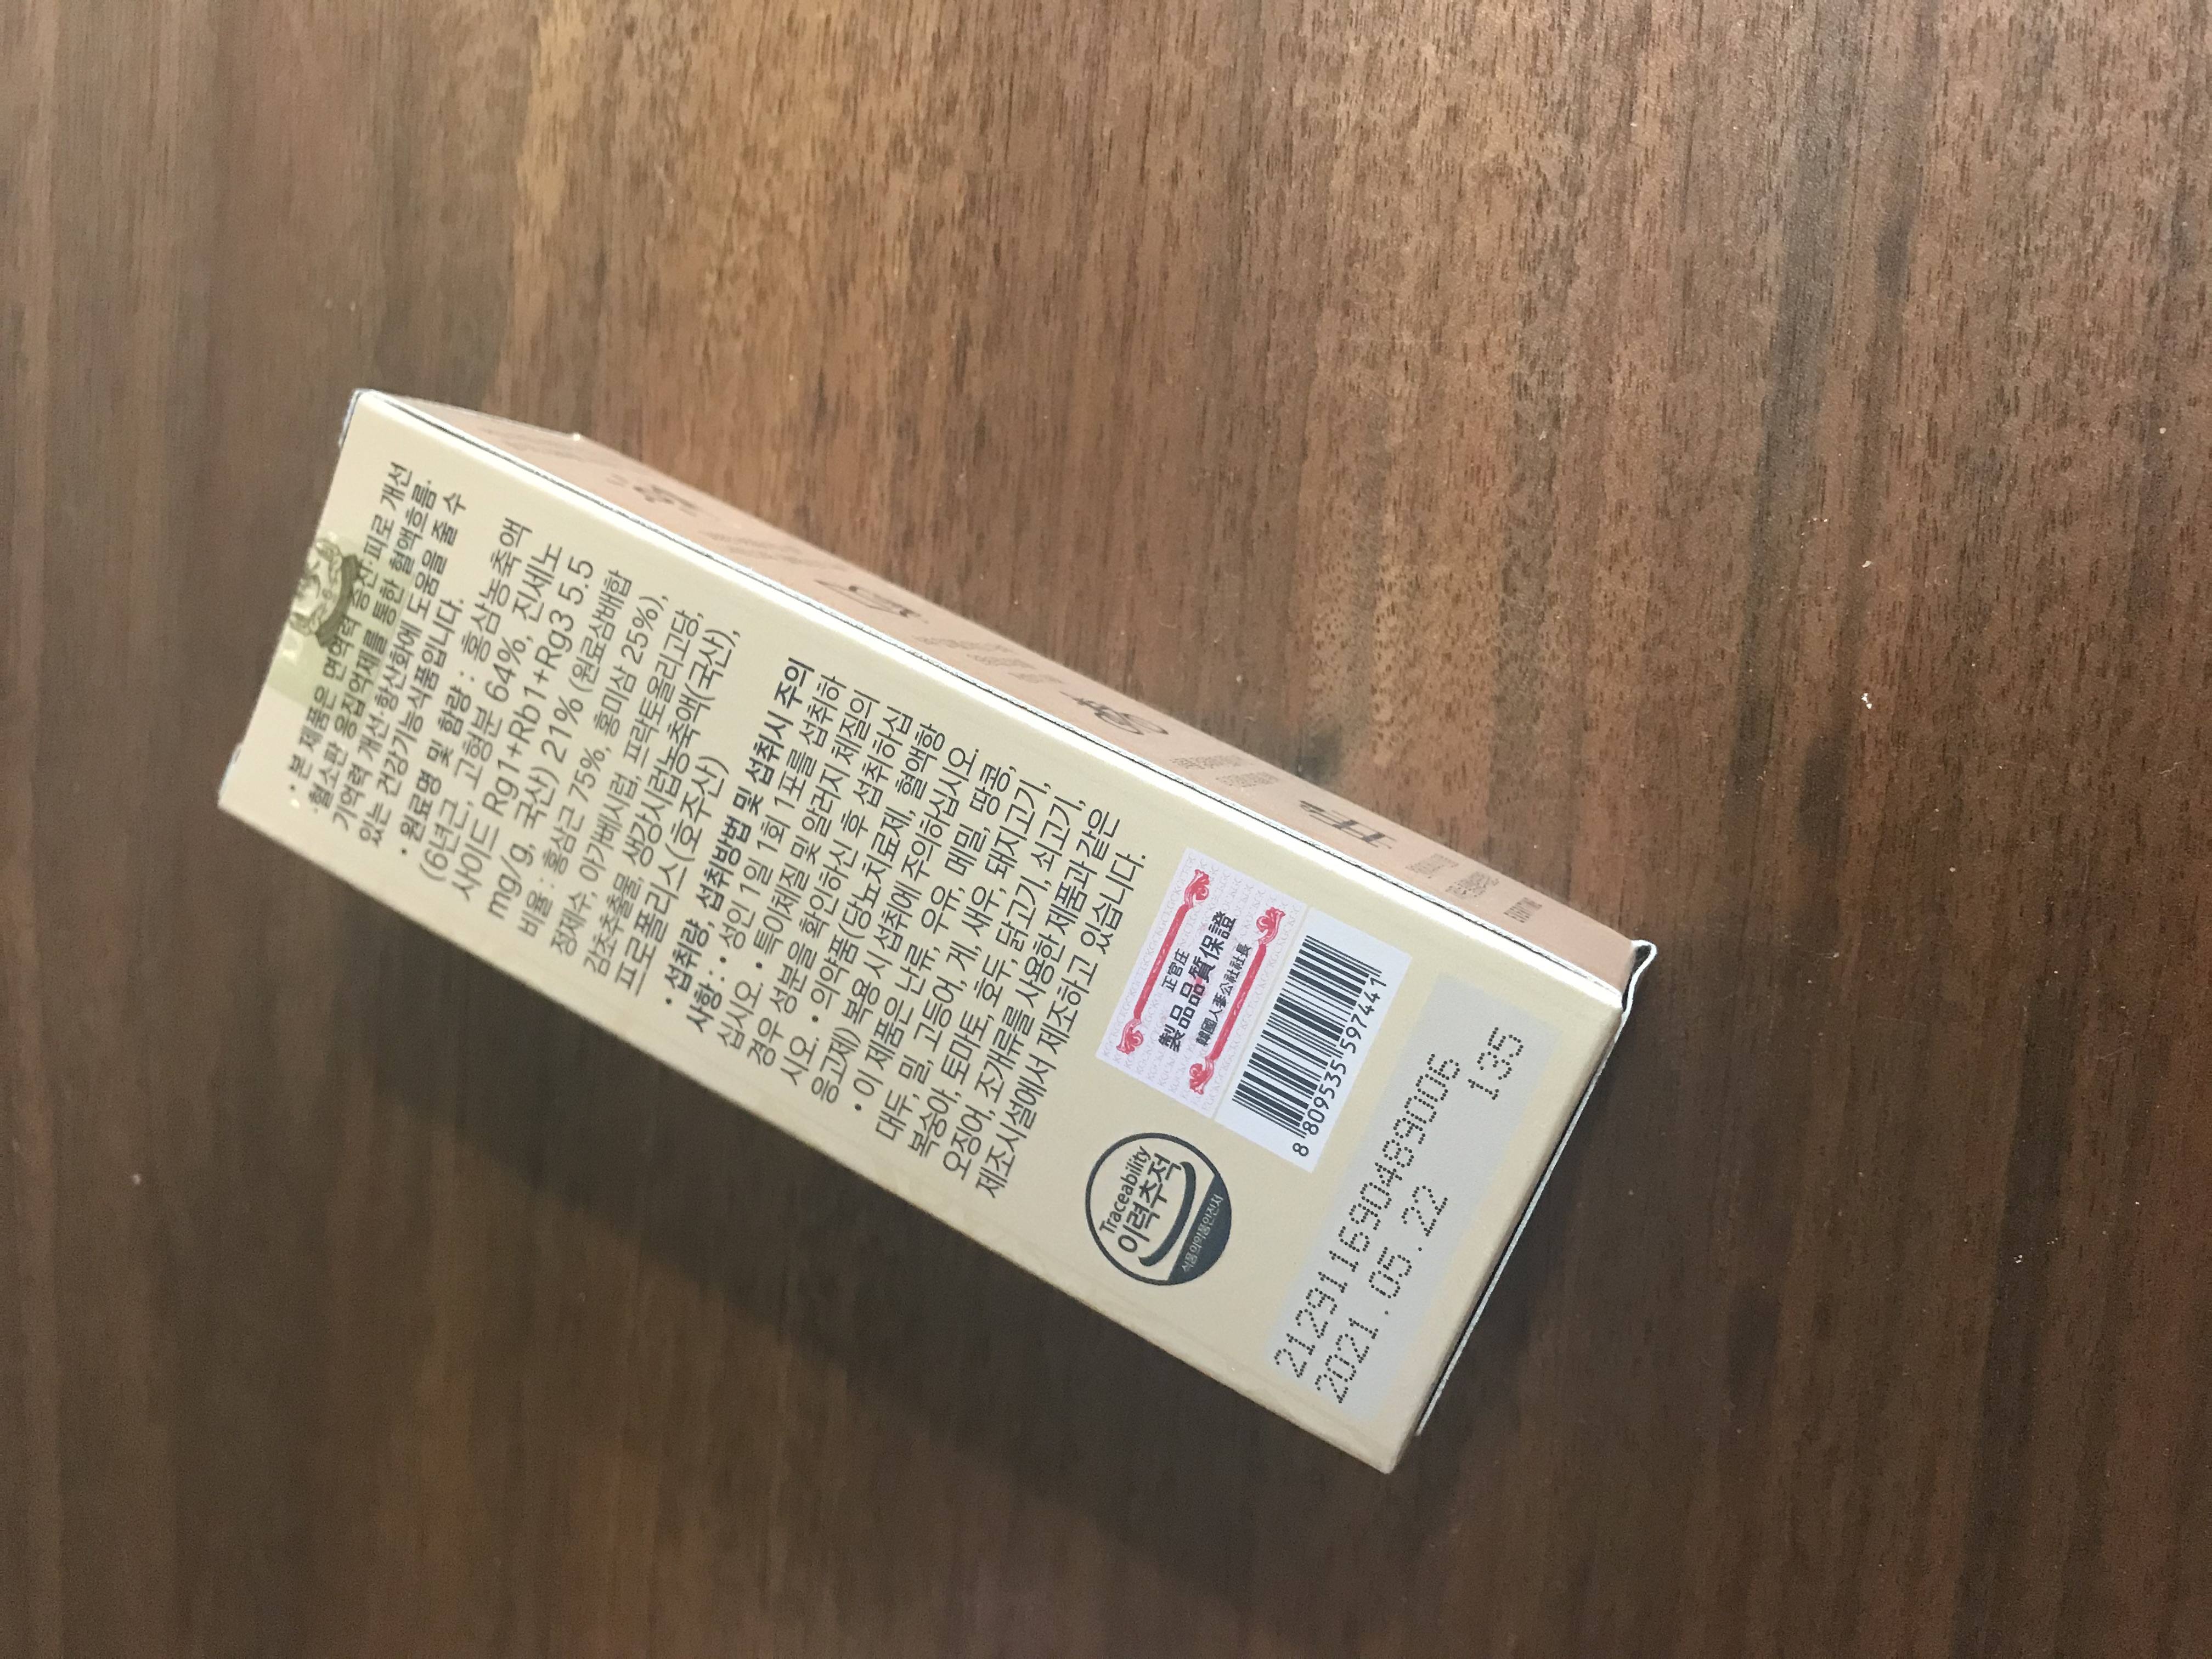 • 본 제품은 면역력 증진·피로 개선
·혈소판 응집억제를 통한 혈액흐름·
기억력 개선·항산화에 도움을 줄 수
있는 건강기능식품입니다.
• 원료명 및 함량 : 홍삼농축액
(6년근, 고형분 64%, 진세노
사이드 Rg1+Rb1+Rg3 5.5
mg/g, 국산) 21% (원료삼배합
비율 : 홍삼근 75%, 홍미삼 25%),
정제수, 아가베시럽, 프락토올리고당,
감초추출물, 생강시럽농축액(국산),
프로폴리스(호주산)
• 섭취량, 섭취방법 및 섭취시 주의
사항 : • 성인 1일 1회 1포를 섭취하
십시오. • 특이체질 및 알러지 체질의
경우 성분을 확인하신 후 섭취하십
시오. • 의약품(당뇨치료제, 혈액항
응고제) 복용 시 섭취에 주의하십시오.
• 이 제품은 난류, 우유, 메밀, 땅콩,
대두, 밀, 고등어, 게, 새우, 돼지고기,
복숭아, 토마토, 호두, 닭고기, 쇠고기,
오징어, 조개류를 사용한 제품과 같은
제조시설에서 제조하고 있습니다.
Traceability
이력추적
식품의약품안전처
正官庄
製品品質保證
韓國人蔘公社社長
8 809535 597441
212911690489006
2021.05.22
135